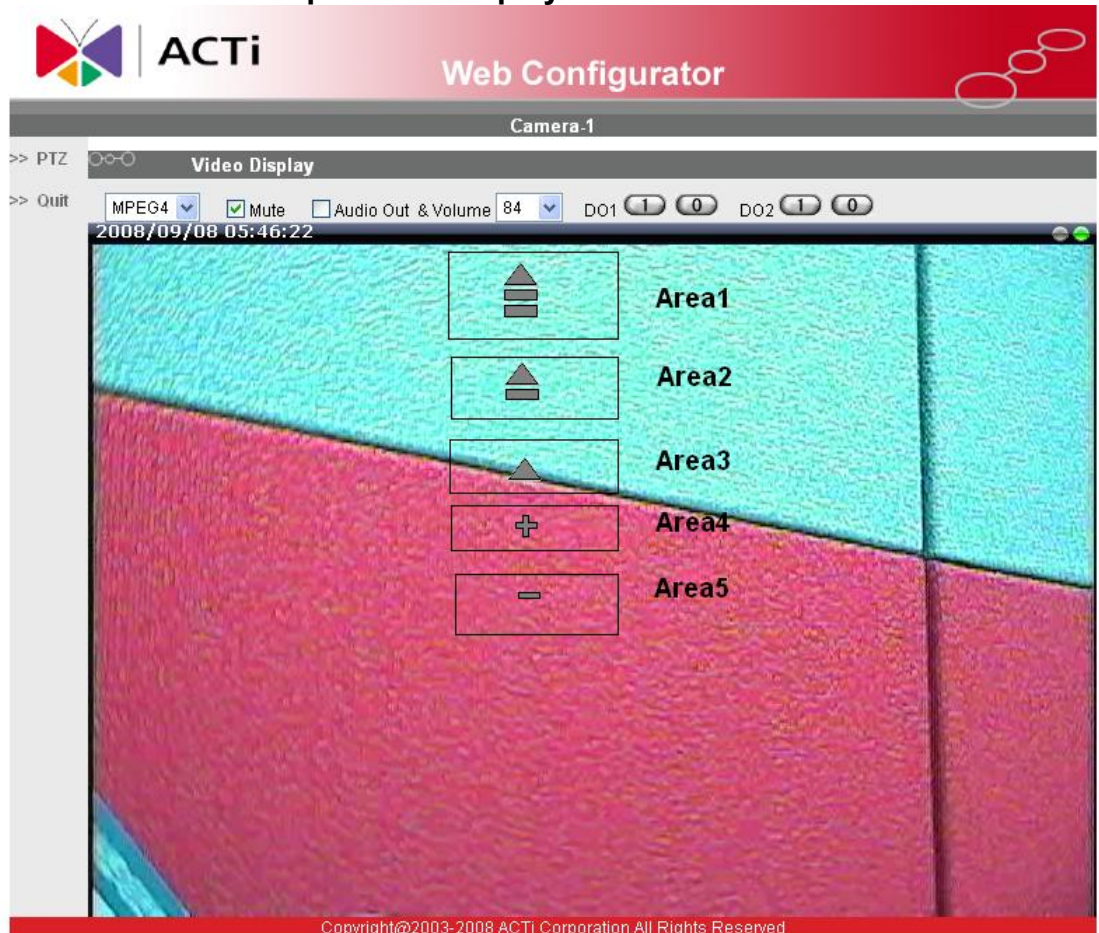 ACTi
Web Configurator
Camera-1
>> PTZ
Video Display
>> Quit
MPEG4 Mute Audio Out & Volume 84 DO1 1 0 DO2 1 0
2008/09/08 05:46:22
Area1
Area2
Area3
Area4
Area5
Copyright@2003-2008 ACTi Corporation All Rights Reserved